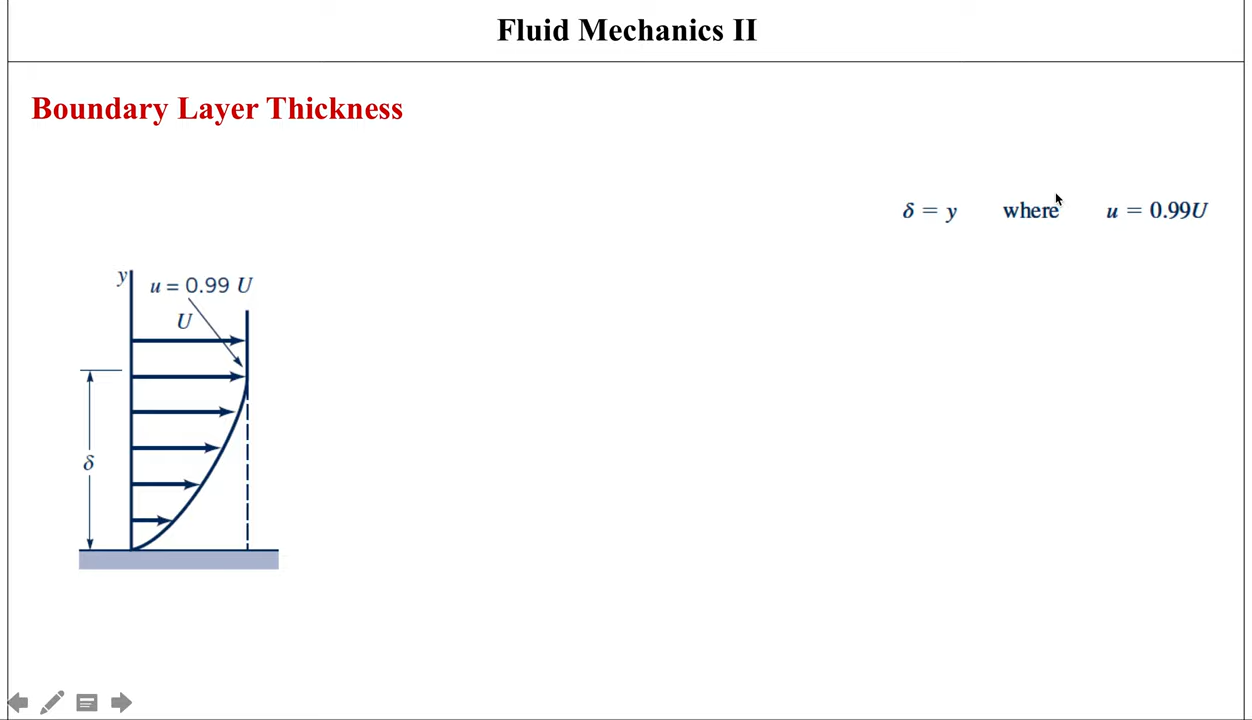 Fluid Mechanics II
Boundary Layer Thickness
δ = y where u = 0.99U
y
u = 0.99 U
U
δ